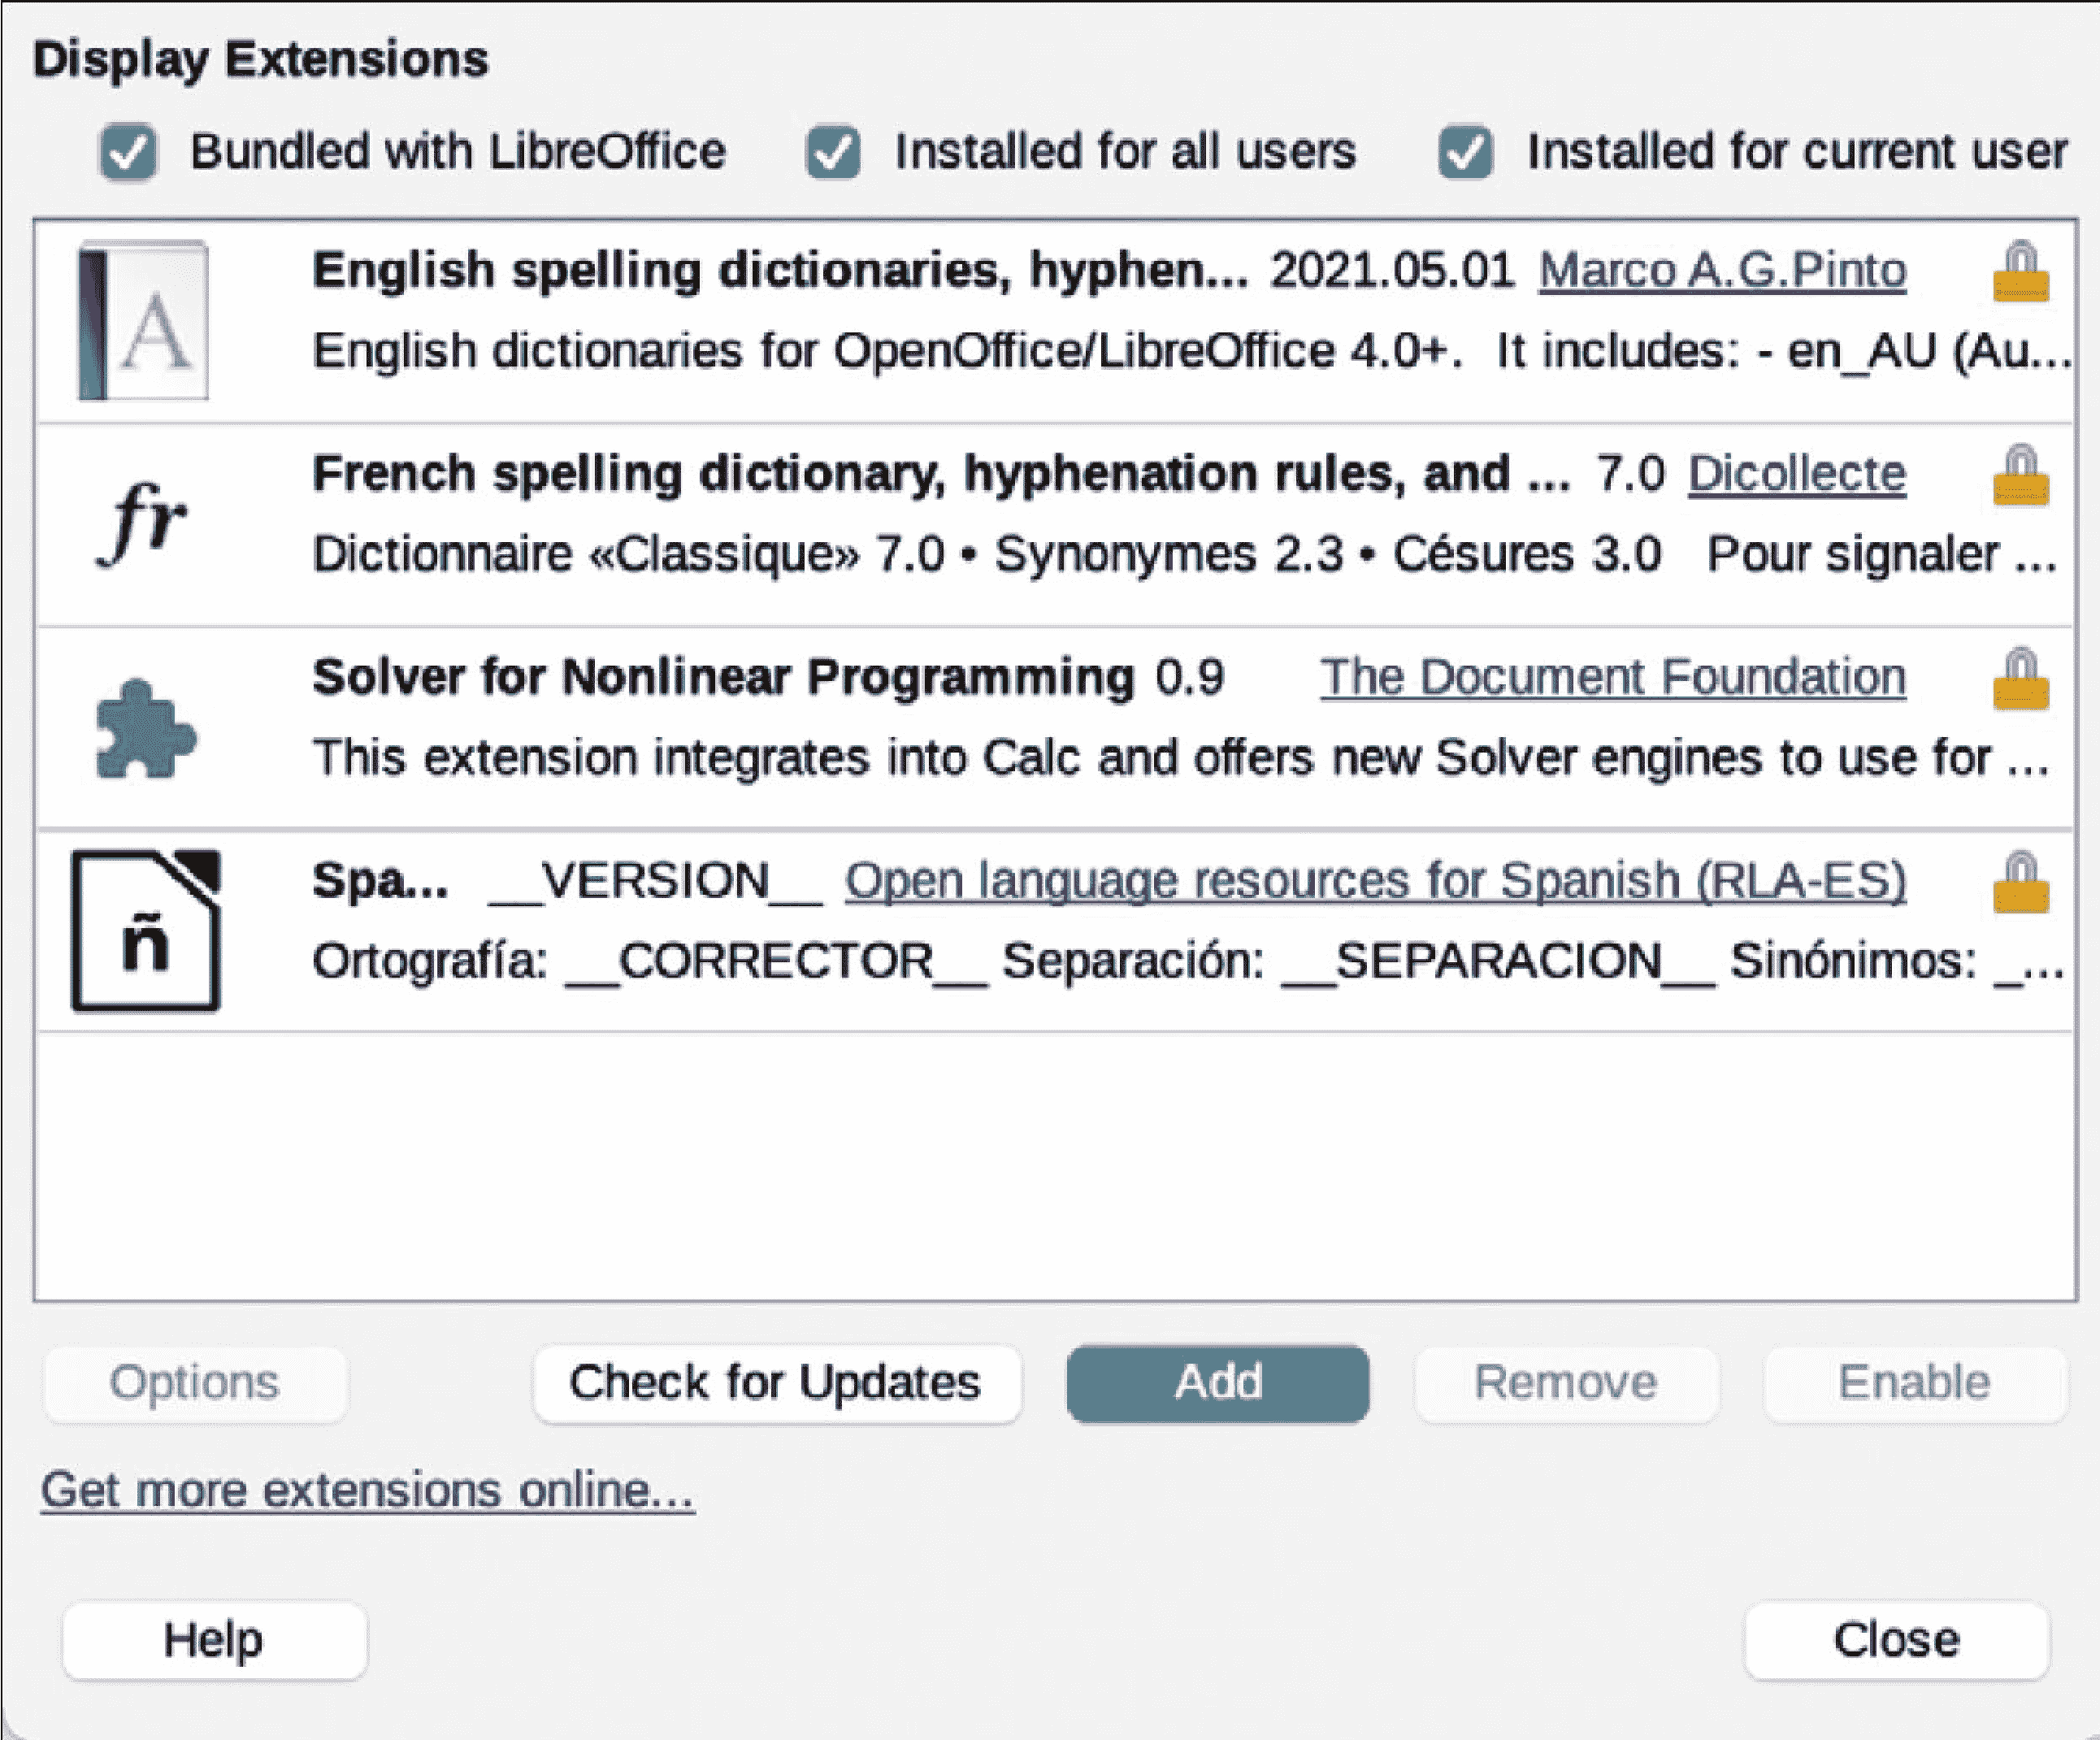 Display Extensions
Bundled with LibreOffice Installed for all users Installed for current user
A
English spelling dictionaries, hyphen... 2021.05.01 Marco A.G.Pinto
English dictionaries for OpenOffice/LibreOffice 4.0+. It includes: - en_AU (Au...
fr
French spelling dictionary, hyphenation rules, and ... 7.0 Dicollecte
Dictionnaire «Classique» 7.0 • Synonymes 2.3 • Césures 3.0 Pour signaler ...
Solver for Nonlinear Programming 0.9 The Document Foundation
This extension integrates into Calc and offers new Solver engines to use for ...
ñ
Spa... __VERSION__ Open language resources for Spanish (RLA-ES)
Ortografía: __CORRECTOR__ Separación: __SEPARACION__ Sinónimos: _...
Options Check for Updates Add Remove Enable
Get more extensions online...
Help Close